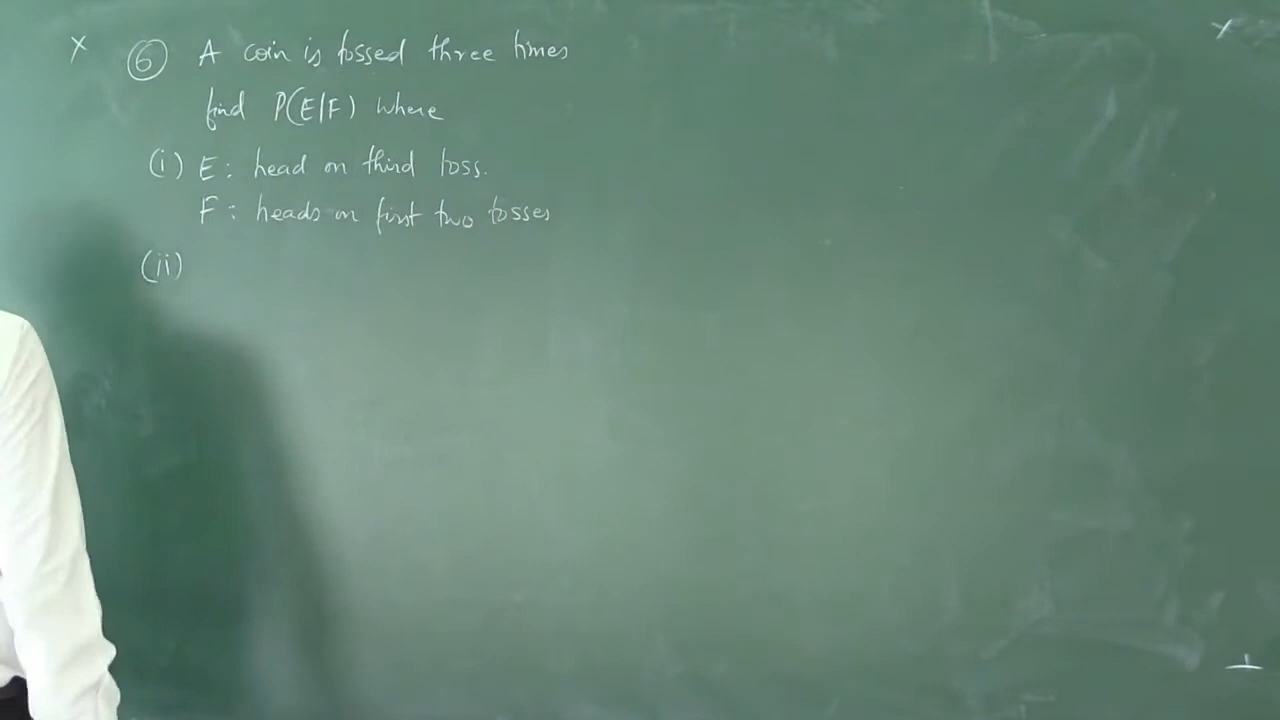 ⑥ A coin is tossed three times
find P(E/F) where
(i) E: head on third toss.
F: heads on first two tosses
(ii)